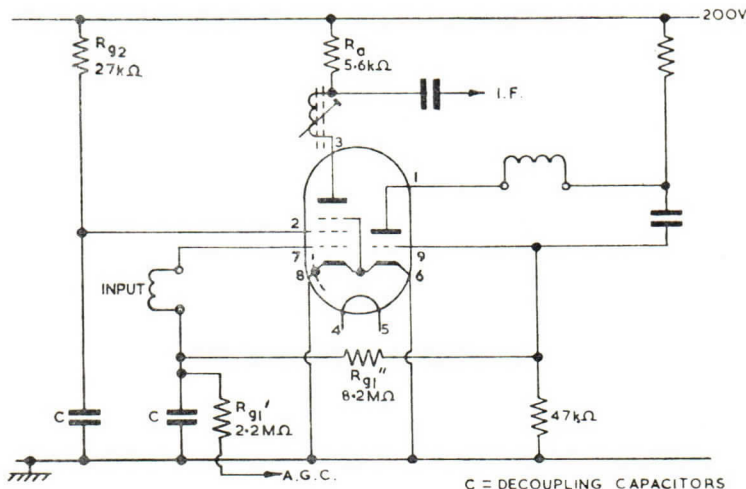 200V
Rg2
27kΩ
Ra
5·6kΩ
I.F.
3
1
2
7
9
8
6
INPUT
4
5
Rg1''
8·2MΩ
C
C
Rg1'
2·2MΩ
47kΩ
A.G.C.
C = DECOUPLING CAPACITORS